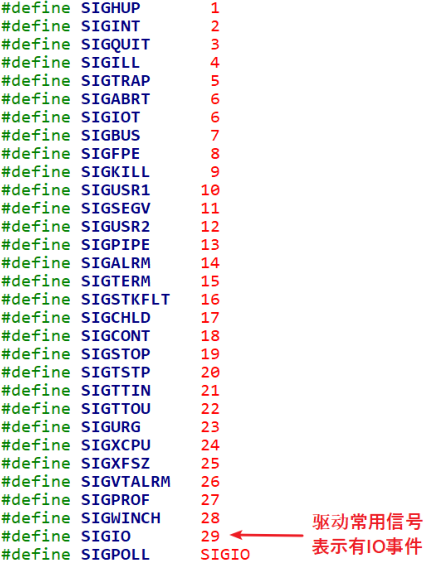 #define SIGHUP 1
#define SIGINT 2
#define SIGQUIT 3
#define SIGILL 4
#define SIGTRAP 5
#define SIGABRT 6
#define SIGIOT 6
#define SIGBUS 7
#define SIGFPE 8
#define SIGKILL 9
#define SIGUSR1 10
#define SIGSEGV 11
#define SIGUSR2 12
#define SIGPIPE 13
#define SIGALRM 14
#define SIGTERM 15
#define SIGSTKFLT 16
#define SIGCHLD 17
#define SIGCONT 18
#define SIGSTOP 19
#define SIGTSTP 20
#define SIGTTIN 21
#define SIGTTOU 22
#define SIGURG 23
#define SIGXCPU 24
#define SIGXFSZ 25
#define SIGVTALRM 26
#define SIGPROF 27
#define SIGWINCH 28
#define SIGIO 29
#define SIGPOLL SIGIO
驱动常用信号
表示有IO事件